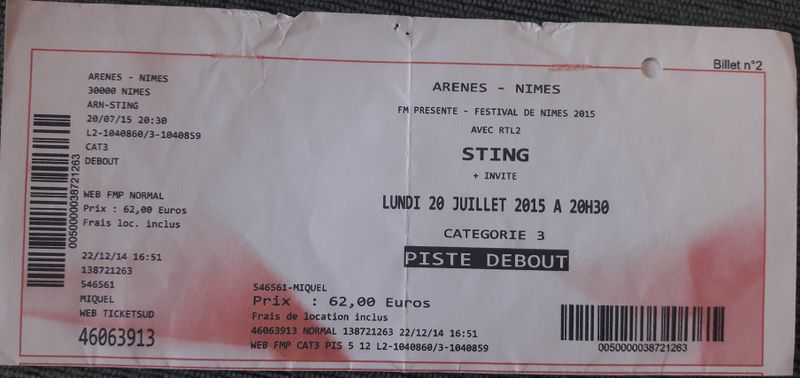 Billet n°2
ARENES - NIMES
30000 NIMES
ARN-STING
20/07/15 20:30
L2-1040860/3-1040859
CAT3
DEBOUT
WEB FMP NORMAL
Prix : 62,00 Euros
Frais loc. inclus
22/12/14 16:51
138721263
546561
MIQUEL
WEB TICKETSUD
46063913
0050000038721263
ARENES - NIMES
FM PRESENTE - FESTIVAL DE NIMES 2015
AVEC RTL2
STING
+ INVITE
LUNDI 20 JUILLET 2015 A 20H30
CATEGORIE 3
PISTE DEBOUT
546561-MIQUEL
Prix : 62,00 Euros
Frais de location inclus
46063913 NORMAL 138721263 22/12/14 16:51
WEB FMP CAT3 PIS 5 12 L2-1040860/3-1040859
0050000038721263